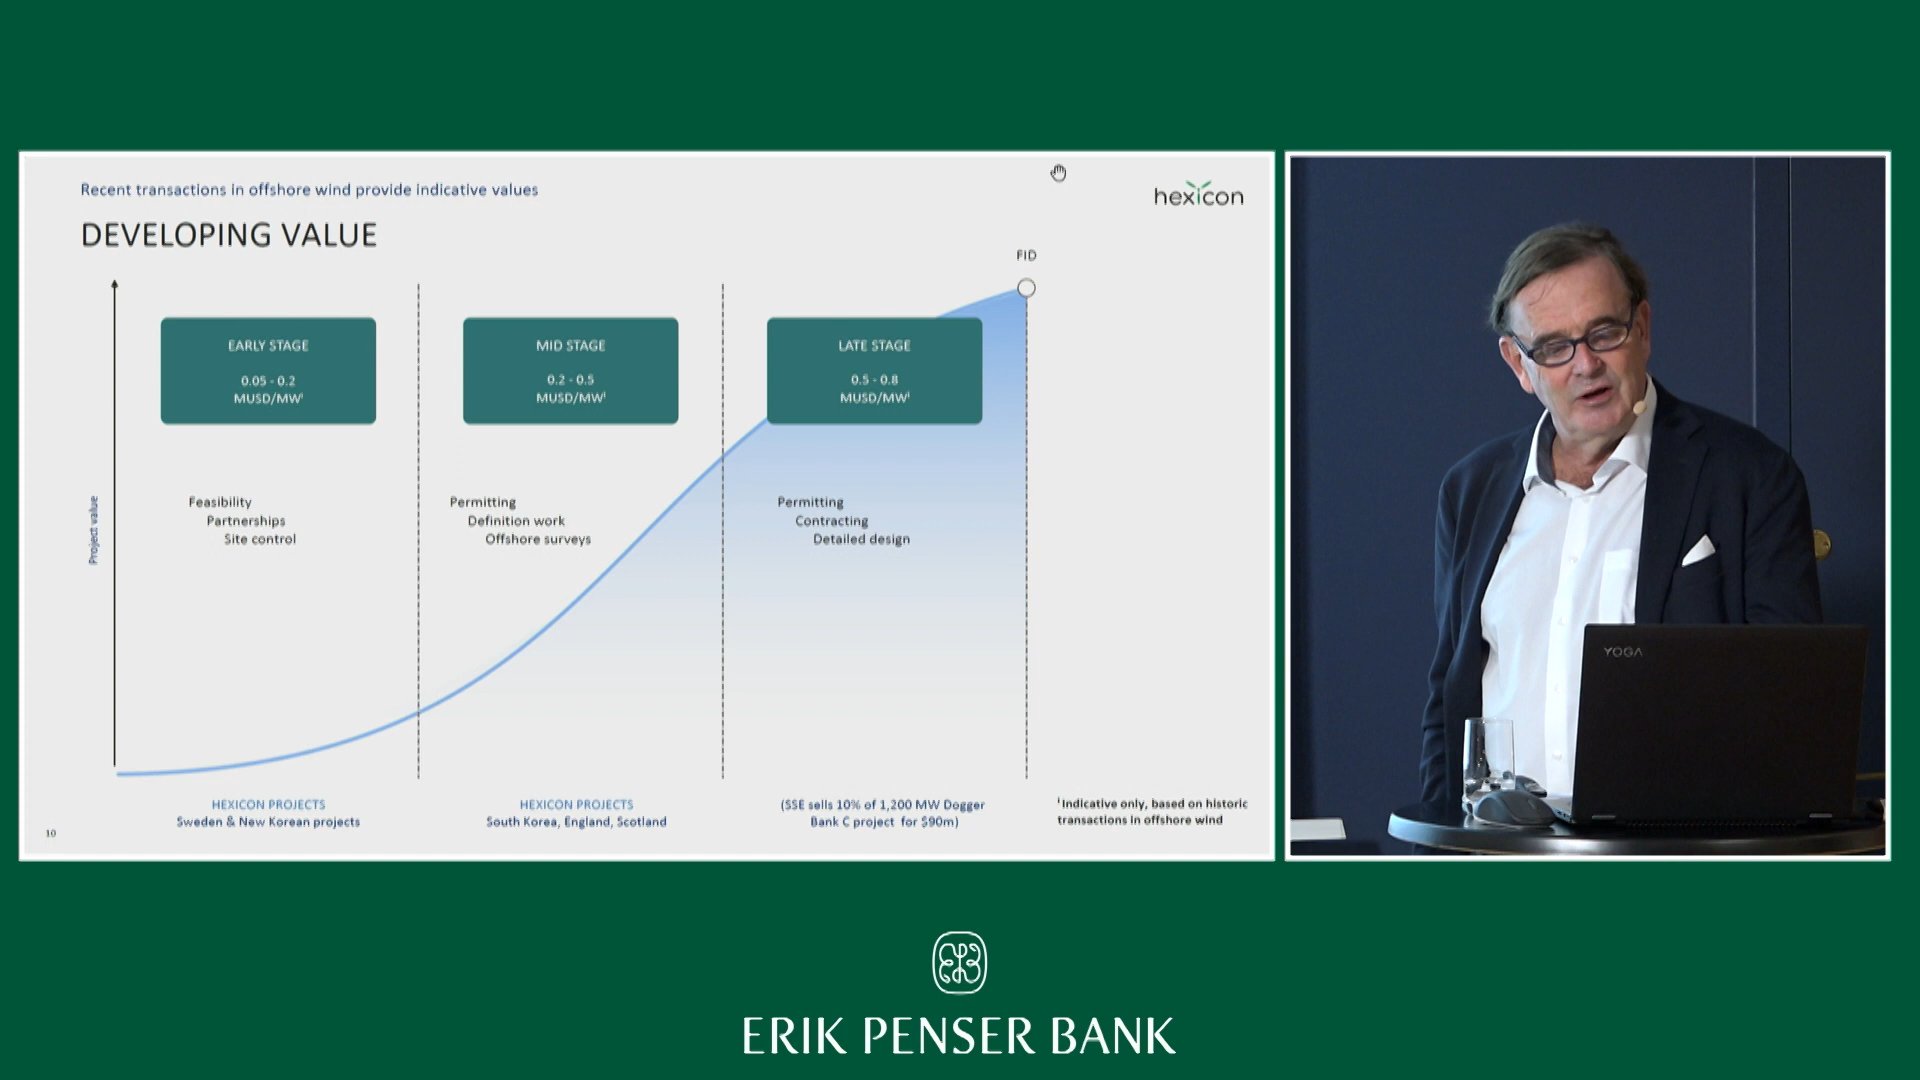 Recent transactions in offshore wind provide indicative values
hexicon
DEVELOPING VALUE
FID
EARLY STAGE
0.05 - 0.2
MUSD/MWⁱ
MID STAGE
0.2 - 0.5
MUSD/MWⁱ
LATE STAGE
0.5 - 0.8
MUSD/MWⁱ
Project value
Feasibility
Partnerships
Site control
Permitting
Definition work
Offshore surveys
Permitting
Contracting
Detailed design
HEXICON PROJECTS
Sweden & New Korean projects
HEXICON PROJECTS
South Korea, England, Scotland
(SSE sells 10% of 1,200 MW Dogger
Bank C project for $90m)
ⁱ Indicative only, based on historic
transactions in offshore wind
10
YOGA
ERIK PENSER BANK